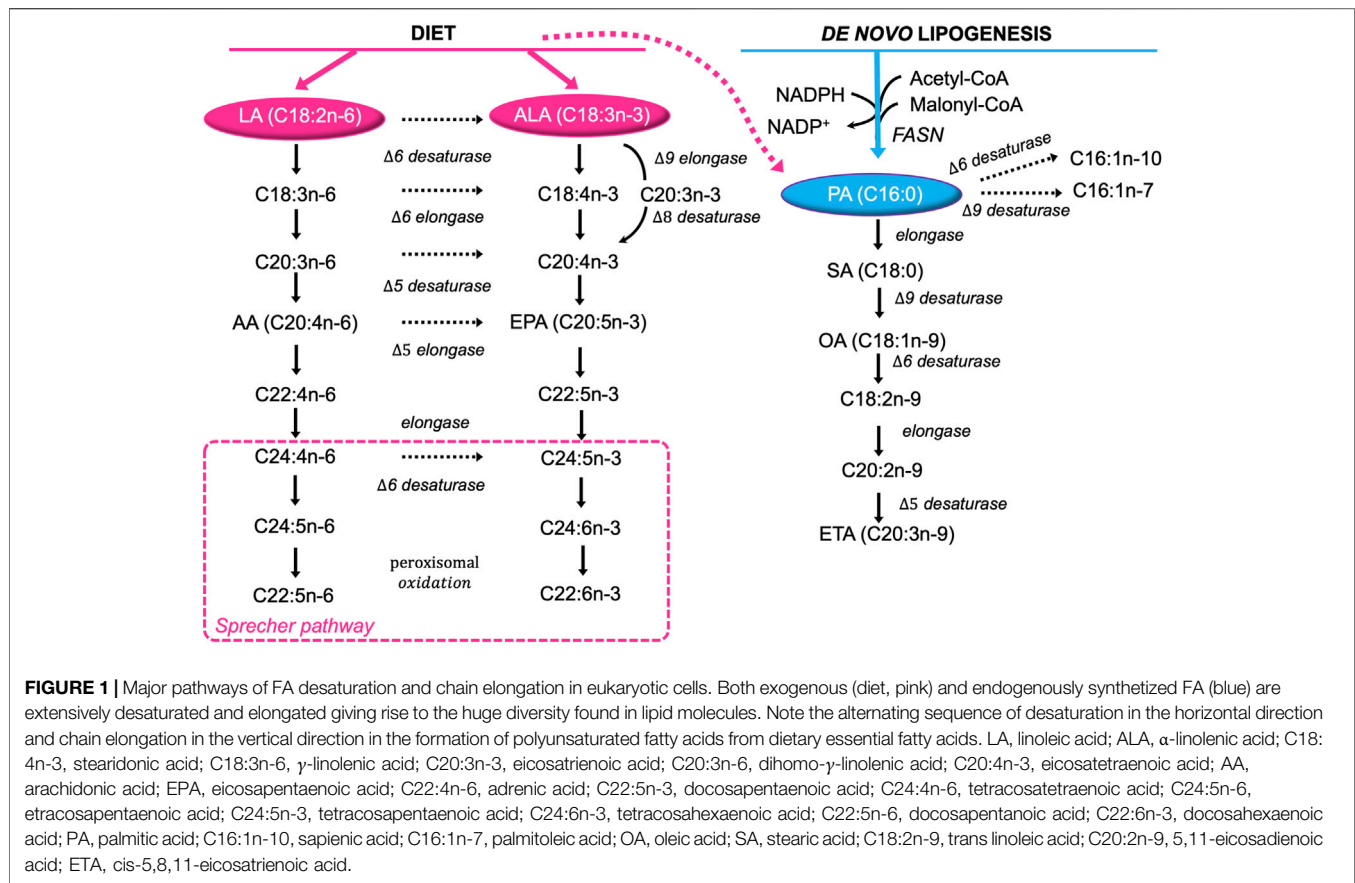 DIET
DE NOVO LIPOGENESIS
LA (C18:2n-6)
ALA (C18:3n-3)
Δ6 desaturase
Δ9 elongase
C18:3n-6
C18:4n-3
C20:3n-3
Δ6 elongase
Δ8 desaturase
C20:3n-6
C20:4n-3
Δ5 desaturase
AA (C20:4n-6)
EPA (C20:5n-3)
Δ5 elongase
C22:4n-6
C22:5n-3
elongase
C24:4n-6
C24:5n-3
Δ6 desaturase
C24:5n-6
C24:6n-3
peroxisomal
oxidation
C22:5n-6
C22:6n-3
Sprecher pathway
Acetyl-CoA
NADPH
Malonyl-CoA
NADP+
FASN
Δ6 desaturase
C16:1n-10
PA (C16:0)
C16:1n-7
Δ9 desaturase
elongase
SA (C18:0)
Δ9 desaturase
OA (C18:1n-9)
Δ6 desaturase
C18:2n-9
elongase
C20:2n-9
Δ5 desaturase
ETA (C20:3n-9)
FIGURE 1 | Major pathways of FA desaturation and chain elongation in eukaryotic cells. Both exogenous (diet, pink) and endogenously synthetized FA (blue) are
extensively desaturated and elongated giving rise to the huge diversity found in lipid molecules. Note the alternating sequence of desaturation in the horizontal direction
and chain elongation in the vertical direction in the formation of polyunsaturated fatty acids from dietary essential fatty acids. LA, linoleic acid; ALA, α-linolenic acid; C18:
4n-3, stearidonic acid; C18:3n-6, γ-linolenic acid; C20:3n-3, eicosatrienoic acid; C20:3n-6, dihomo-γ-linolenic acid; C20:4n-3, eicosatetraenoic acid; AA,
arachidonic acid; EPA, eicosapentaenoic acid; C22:4n-6, adrenic acid; C22:5n-3, docosapentaenoic acid; C24:4n-6, tetracosatetraenoic acid; C24:5n-6,
etracosapentaenoic acid; C24:5n-3, tetracosapentaenoic acid; C24:6n-3, tetracosahexaenoic acid; C22:5n-6, docosapentanoic acid; C22:6n-3, docosahexaenoic
acid; PA, palmitic acid; C16:1n-10, sapienic acid; C16:1n-7, palmitoleic acid; OA, oleic acid; SA, stearic acid; C18:2n-9, trans linoleic acid; C20:2n-9, 5,11-eicosadienoic
acid; ETA, cis-5,8,11-eicosatrienoic acid.